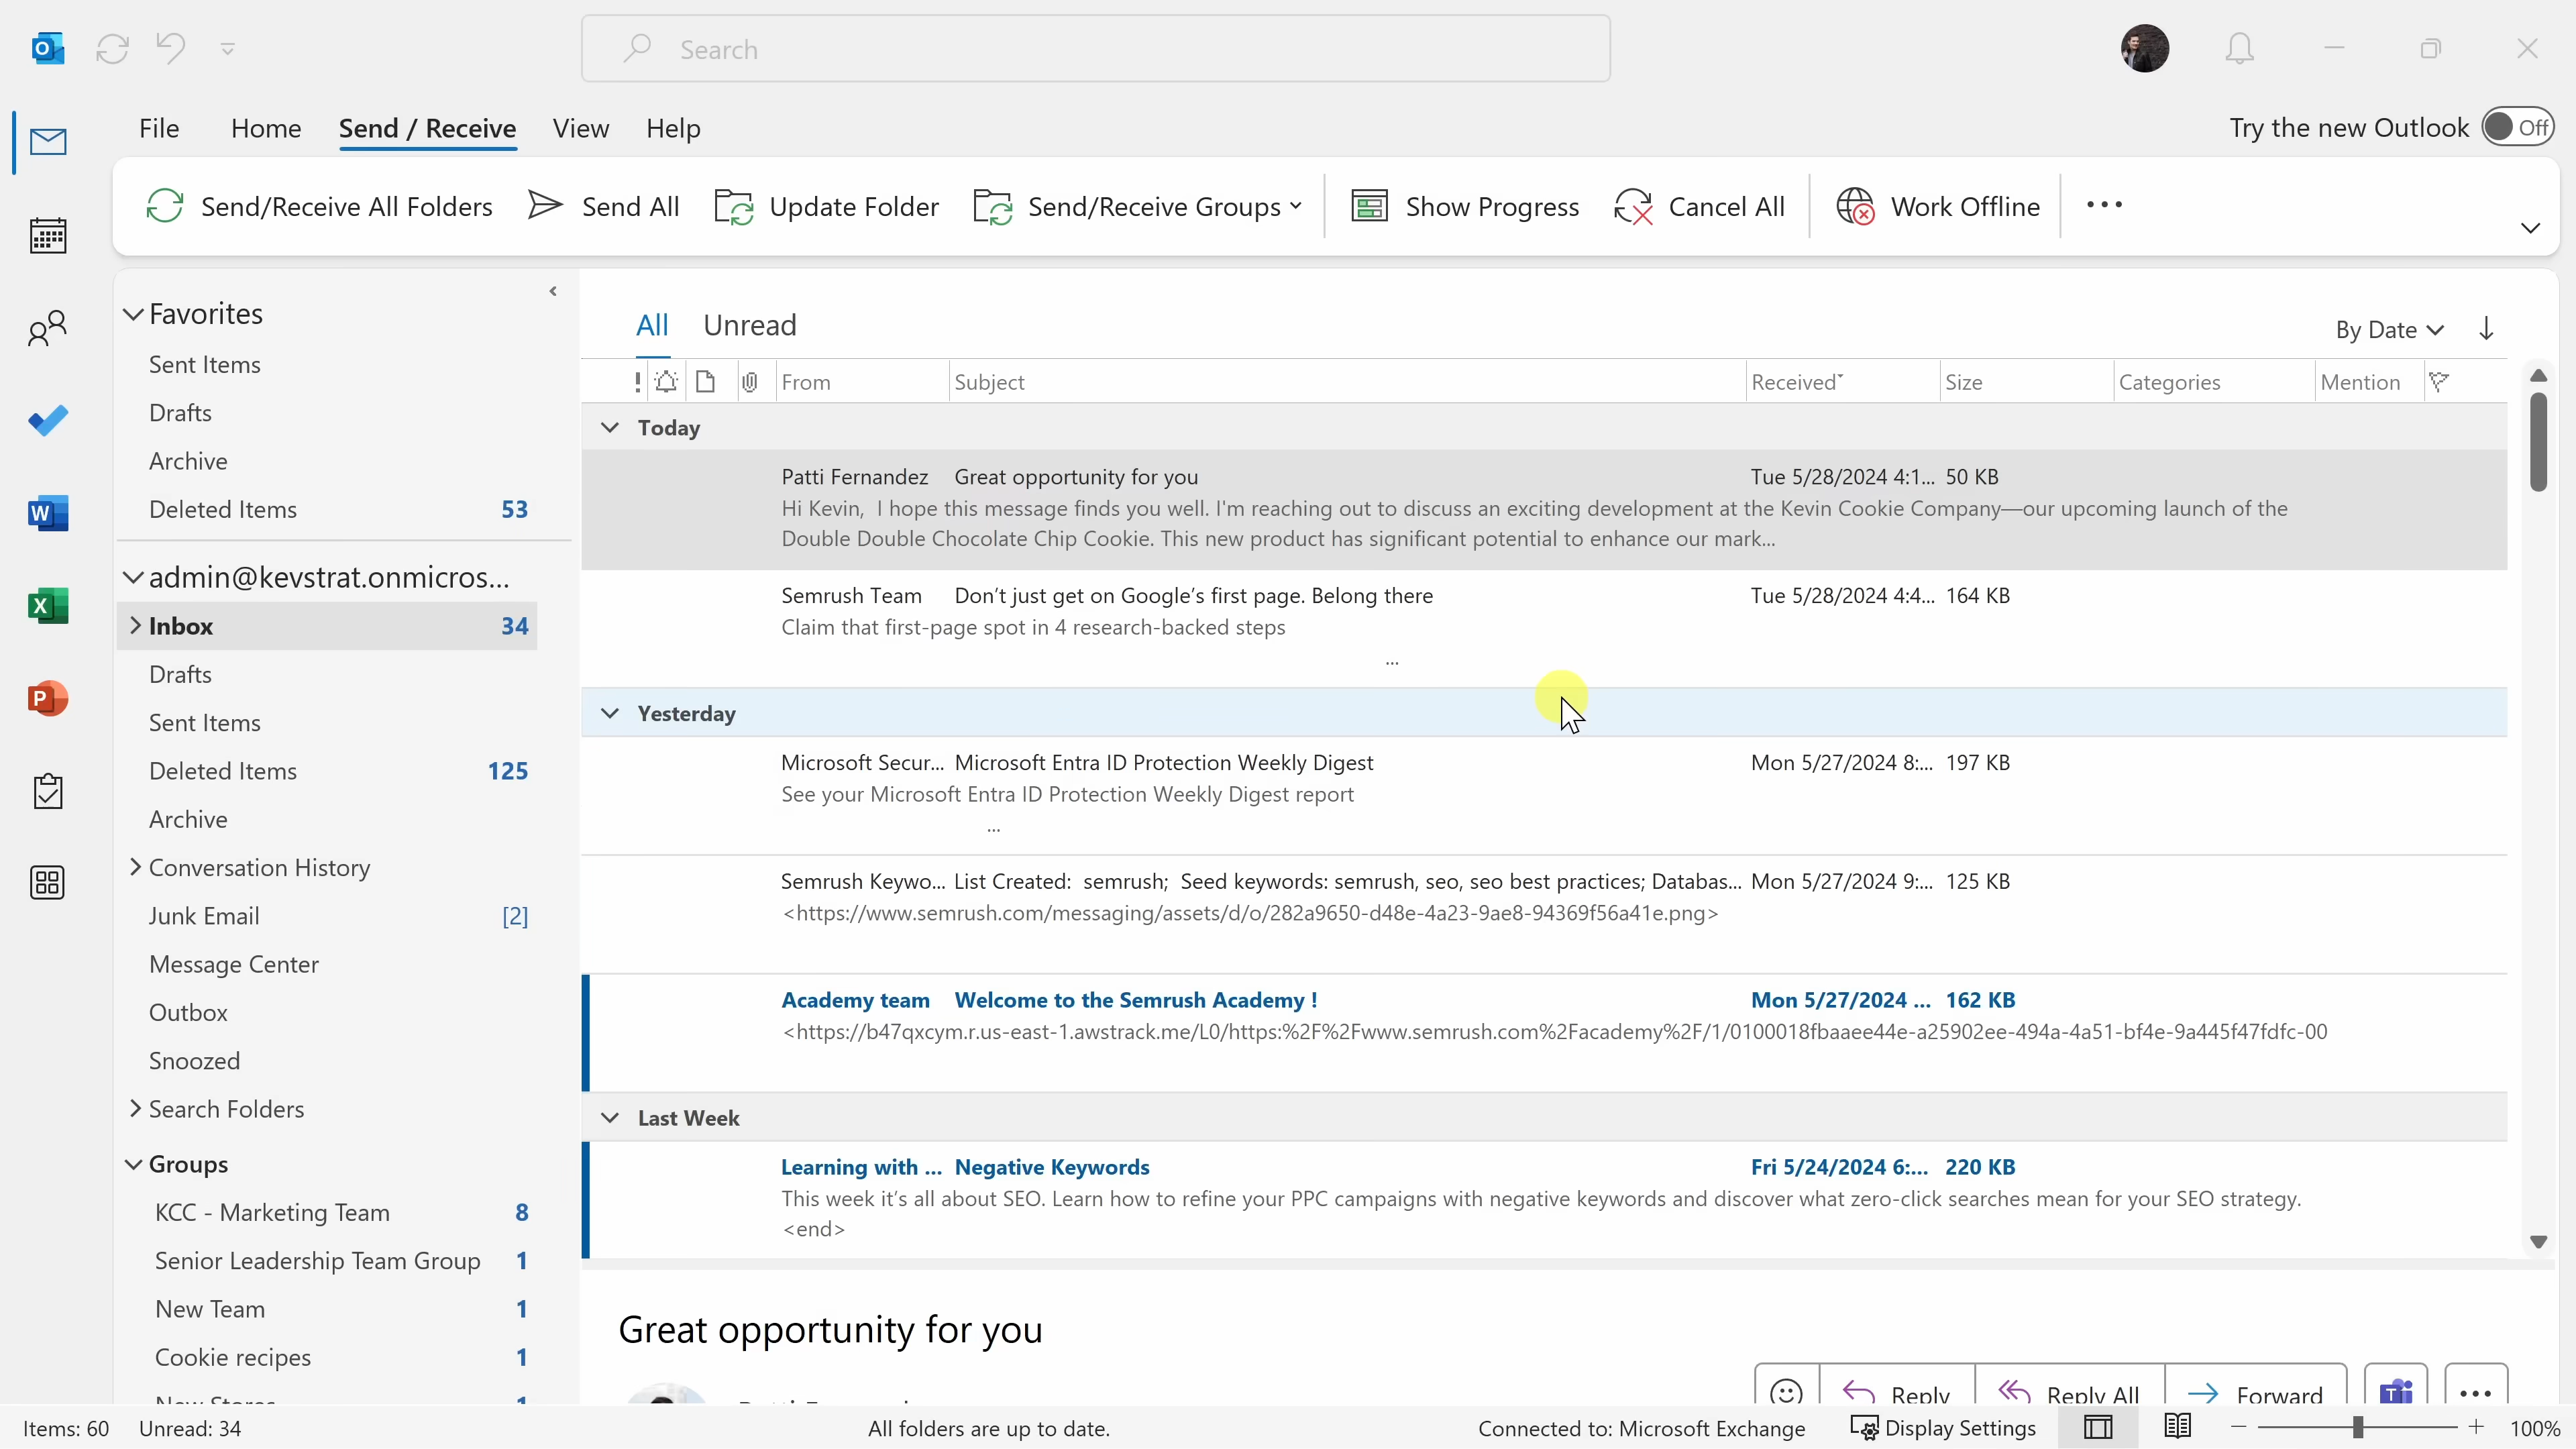 Search
File Home Send / Receive View Help
Try the new Outlook Off
Send/Receive All Folders Send All Update Folder Send/Receive Groups Show Progress Cancel All Work Offline ...
Favorites
Sent Items
Drafts
Archive
Deleted Items 53
admin@kevstrat.onmicros...
Inbox 34
Drafts
Sent Items
Deleted Items 125
Archive
Conversation History
Junk Email [2]
Message Center
Outbox
Snoozed
Search Folders
Groups
KCC - Marketing Team 8
Senior Leadership Team Group 1
New Team 1
Cookie recipes 1
All Unread By Date
! From Subject Received Size Categories Mention
Today
Patti Fernandez Great opportunity for you Tue 5/28/2024 4:1... 50 KB
Hi Kevin, I hope this message finds you well. I'm reaching out to discuss an exciting development at the Kevin Cookie Company—our upcoming launch of the
Double Double Chocolate Chip Cookie. This new product has significant potential to enhance our mark...
Semrush Team Don't just get on Google's first page. Belong there Tue 5/28/2024 4:4... 164 KB
Claim that first-page spot in 4 research-backed steps
...
Yesterday
Microsoft Secur... Microsoft Entra ID Protection Weekly Digest Mon 5/27/2024 8:... 197 KB
See your Microsoft Entra ID Protection Weekly Digest report
...
Semrush Keywo... List Created: semrush; Seed keywords: semrush, seo, seo best practices; Databas... Mon 5/27/2024 9:... 125 KB
<https://www.semrush.com/messaging/assets/d/o/282a9650-d48e-4a23-9ae8-94369f56a41e.png>
Academy team Welcome to the Semrush Academy ! Mon 5/27/2024 ... 162 KB
<https://b47qxcym.r.us-east-1.awstrack.me/L0/https:%2F%2Fwww.semrush.com%2Facademy%2F/1/0100018fbaaee44e-a25902ee-494a-4a51-bf4e-9a445f47fdfc-00
Last Week
Learning with ... Negative Keywords Fri 5/24/2024 6:... 220 KB
This week it's all about SEO. Learn how to refine your PPC campaigns with negative keywords and discover what zero-click searches mean for your SEO strategy.
<end>
Great opportunity for you
Reply Reply All Forward ...
Items: 60 Unread: 34 All folders are up to date. Connected to: Microsoft Exchange Display Settings 100%